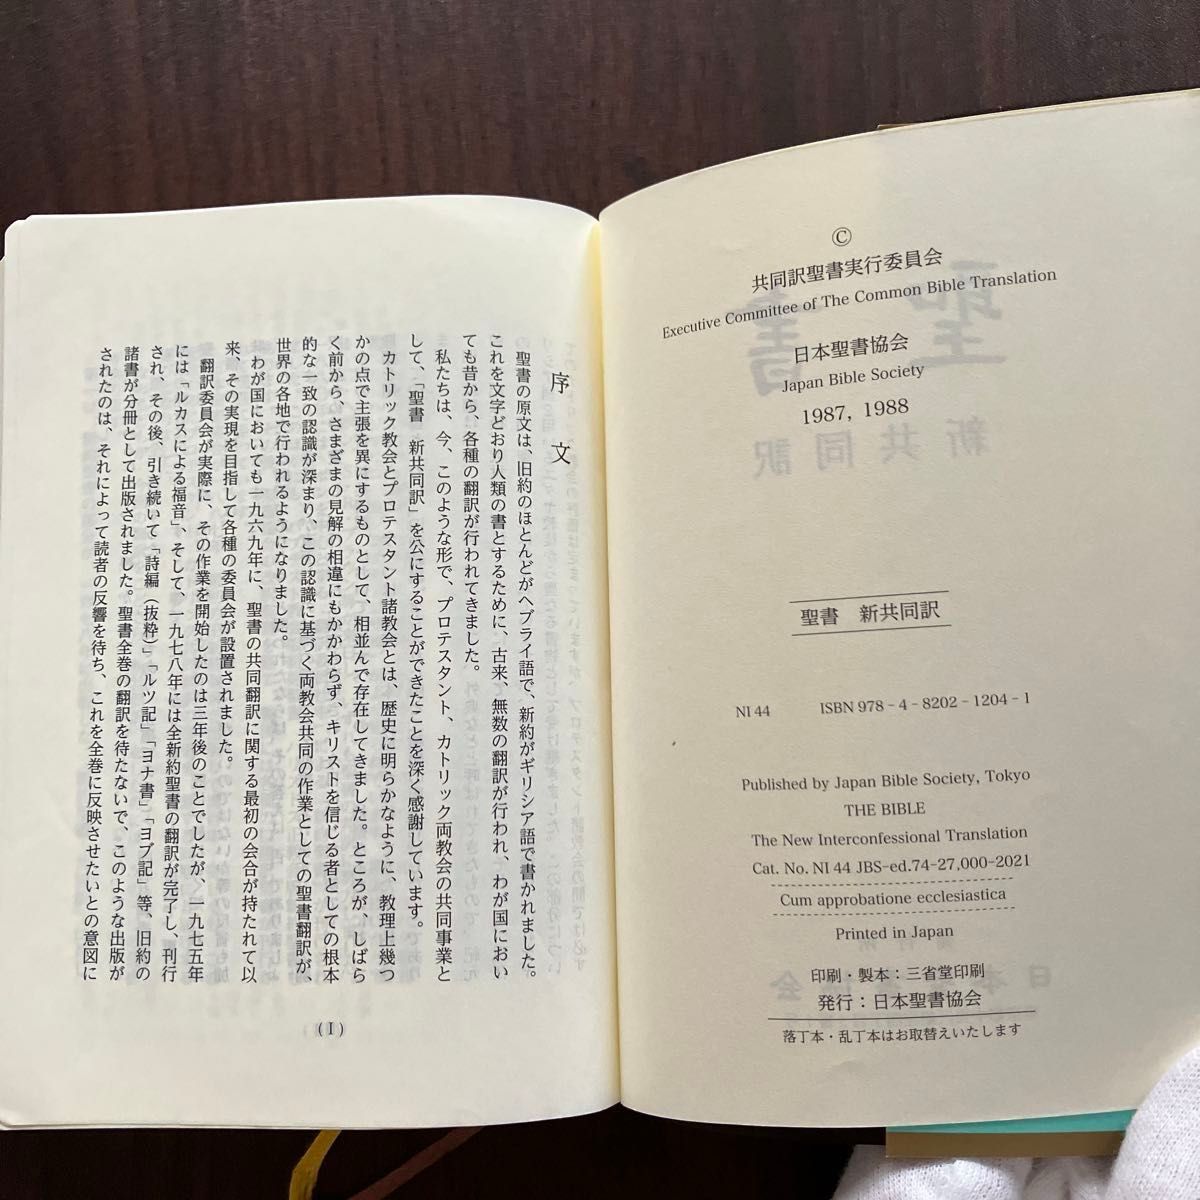 ©
共同訳聖書実行委員会
Executive Committee of The Common Bible Translation
日本聖書協会
Japan Bible Society
1987, 1988
聖書　新共同訳
NI 44　ISBN 978-4-8202-1204-1
Published by Japan Bible Society, Tokyo
THE BIBLE
The New Interconfessional Translation
Cat. No. NI 44 JBS-ed.74-27,000-2021
Cum approbatione ecclesiastica
Printed in Japan
印刷・製本：三省堂印刷
発行：日本聖書協会
落丁本・乱丁本はお取替えいたします
序文
聖書の原文は、旧約のほとんどがヘブライ語で、新約がギリシア語で書かれました。
これを文字どおり人類の書とするために、古来、無数の翻訳が行われ、わが国におい
ても昔から、各種の翻訳が行われてきました。
私たちは、今、このような形で、プロテスタント、カトリック両教会の共同事業と
して、「聖書　新共同訳」を公にすることができたことを深く感謝しています。
カトリック教会とプロテスタント諸教会とは、歴史に明らかなように、教理上幾つ
かの点で主張を異にするものとして、相並んで存在してきました。ところが、しばら
く前から、さまざまの見解の相違にもかかわらず、キリストを信じる者としての根本
的な一致の認識が深まり、この認識に基づく両教会共同の作業としての聖書翻訳が、
世界の各地で行われるようになりました。
わが国においても一九六九年に、聖書の共同翻訳に関する最初の会合が持たれて以
来、その実現を目指して各種の委員会が設置されました。
翻訳委員会が実際に、その作業を開始したのは三年後のことでしたが、一九七五年
には「ルカスによる福音」、そして、一九七八年には全新約聖書の翻訳が完了し、刊行
され、その後、引き続いて「詩編（抜粋）」「ルツ記」「ヨナ書」「ヨブ記」等、旧約の
諸書が分冊として出版されました。聖書全巻の翻訳を待たないで、このような出版が
されたのは、それによって読者の反響を待ち、これを全巻に反映させたいとの意図に
(I)
聖書
新共同訳